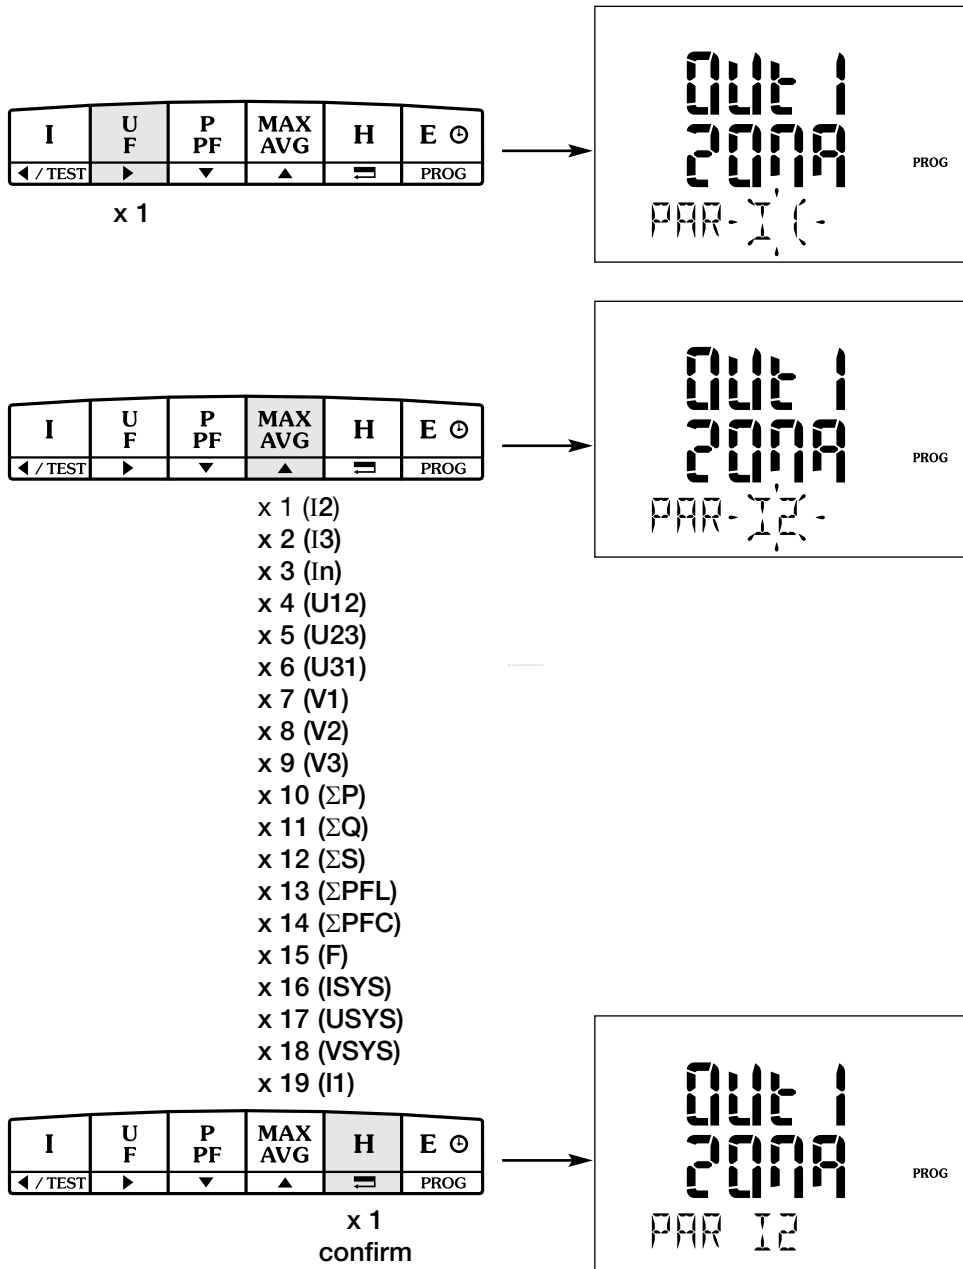 I U F P PF MAX AVG H E
/ TEST PROG
x 1
OUt 1
20MA
PROG
PAR I1
I U F P PF MAX AVG H E
/ TEST PROG
OUt 1
20MA
PROG
PAR I2
x 1 (I2)
x 2 (I3)
x 3 (In)
x 4 (U12)
x 5 (U23)
x 6 (U31)
x 7 (V1)
x 8 (V2)
x 9 (V3)
x 10 (ΣP)
x 11 (ΣQ)
x 12 (ΣS)
x 13 (ΣPFL)
x 14 (ΣPFC)
x 15 (F)
x 16 (ISYS)
x 17 (USYS)
x 18 (VSYS)
x 19 (I1)
I U F P PF MAX AVG H E
/ TEST PROG
x 1
confirm
OUt 1
20MA
PROG
PAR I2